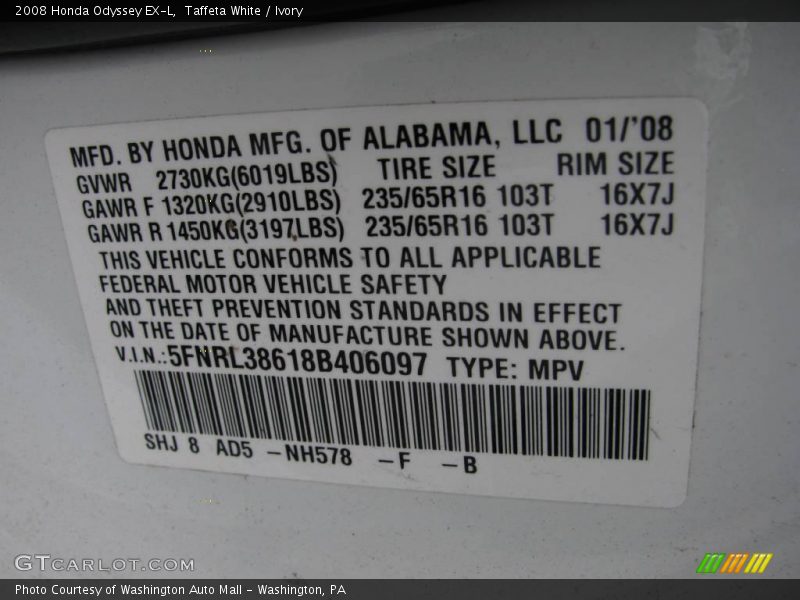 2008 Honda Odyssey EX-L, Taffeta White / Ivory
MFD. BY HONDA MFG. OF ALABAMA, LLC 01/'08
GVWR 2730KG(6019LBS) TIRE SIZE RIM SIZE
GAWR F 1320KG(2910LBS) 235/65R16 103T 16X7J
GAWR R 1450KG(3197LBS) 235/65R16 103T 16X7J
THIS VEHICLE CONFORMS TO ALL APPLICABLE
FEDERAL MOTOR VEHICLE SAFETY
AND THEFT PREVENTION STANDARDS IN EFFECT
ON THE DATE OF MANUFACTURE SHOWN ABOVE.
V.I.N.:5FNRL38618B406097 TYPE: MPV
SHJ 8 AD5 -NH578 -F -B
GTCARLOT.COM
Photo Courtesy of Washington Auto Mall - Washington, PA